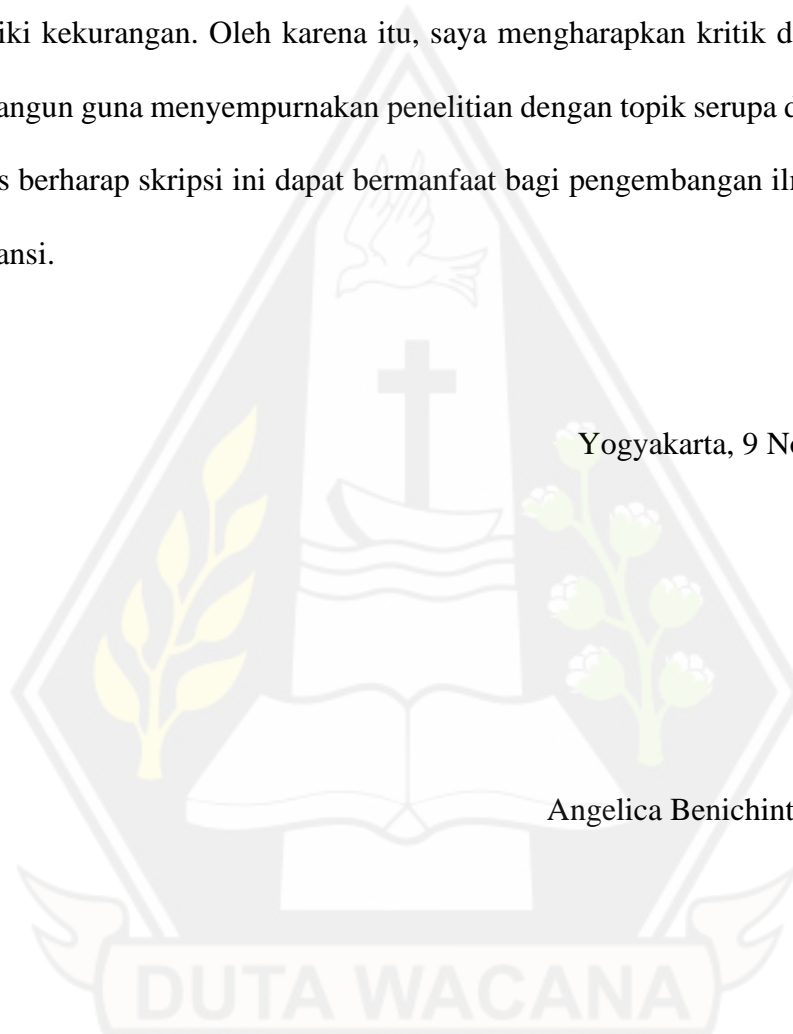 iki kekurangan. Oleh karena itu, saya mengharapkan kritik d
angun guna menyempurnakan penelitian dengan topik serupa d
s berharap skripsi ini dapat bermanfaat bagi pengembangan il
ansi.
Yogyakarta, 9 No
Angelica Benichint
DUTA WACANA